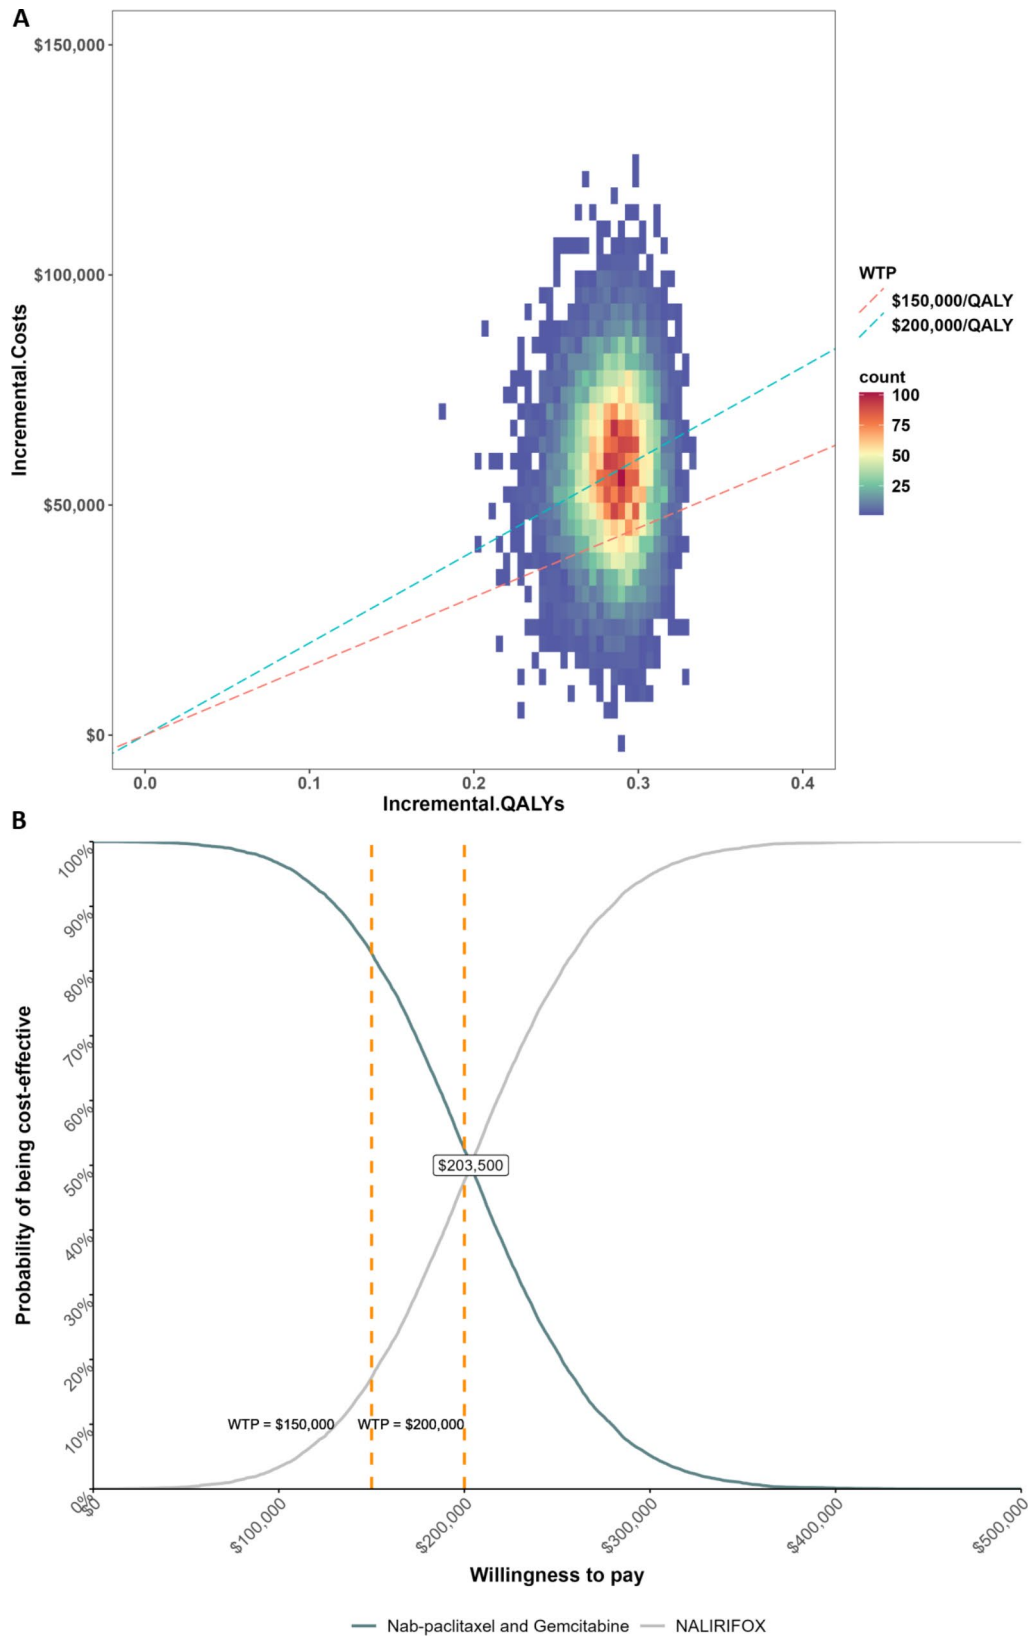 A
$150,000
$100,000
$50,000
$0
Incremental.Costs
0.0 0.1 0.2 0.3 0.4
Incremental.QALYs
WTP
$150,000/QALY
$200,000/QALY
count
100
75
50
25
B
100%
90%
80%
70%
60%
50%
40%
30%
20%
10%
0%
Probability of being cost-effective
$203,500
WTP = $150,000 WTP = $200,000
$0 $100,000 $200,000 $300,000 $400,000 $500,000
Willingness to pay
Nab-paclitaxel and Gemcitabine NALIRIFOX